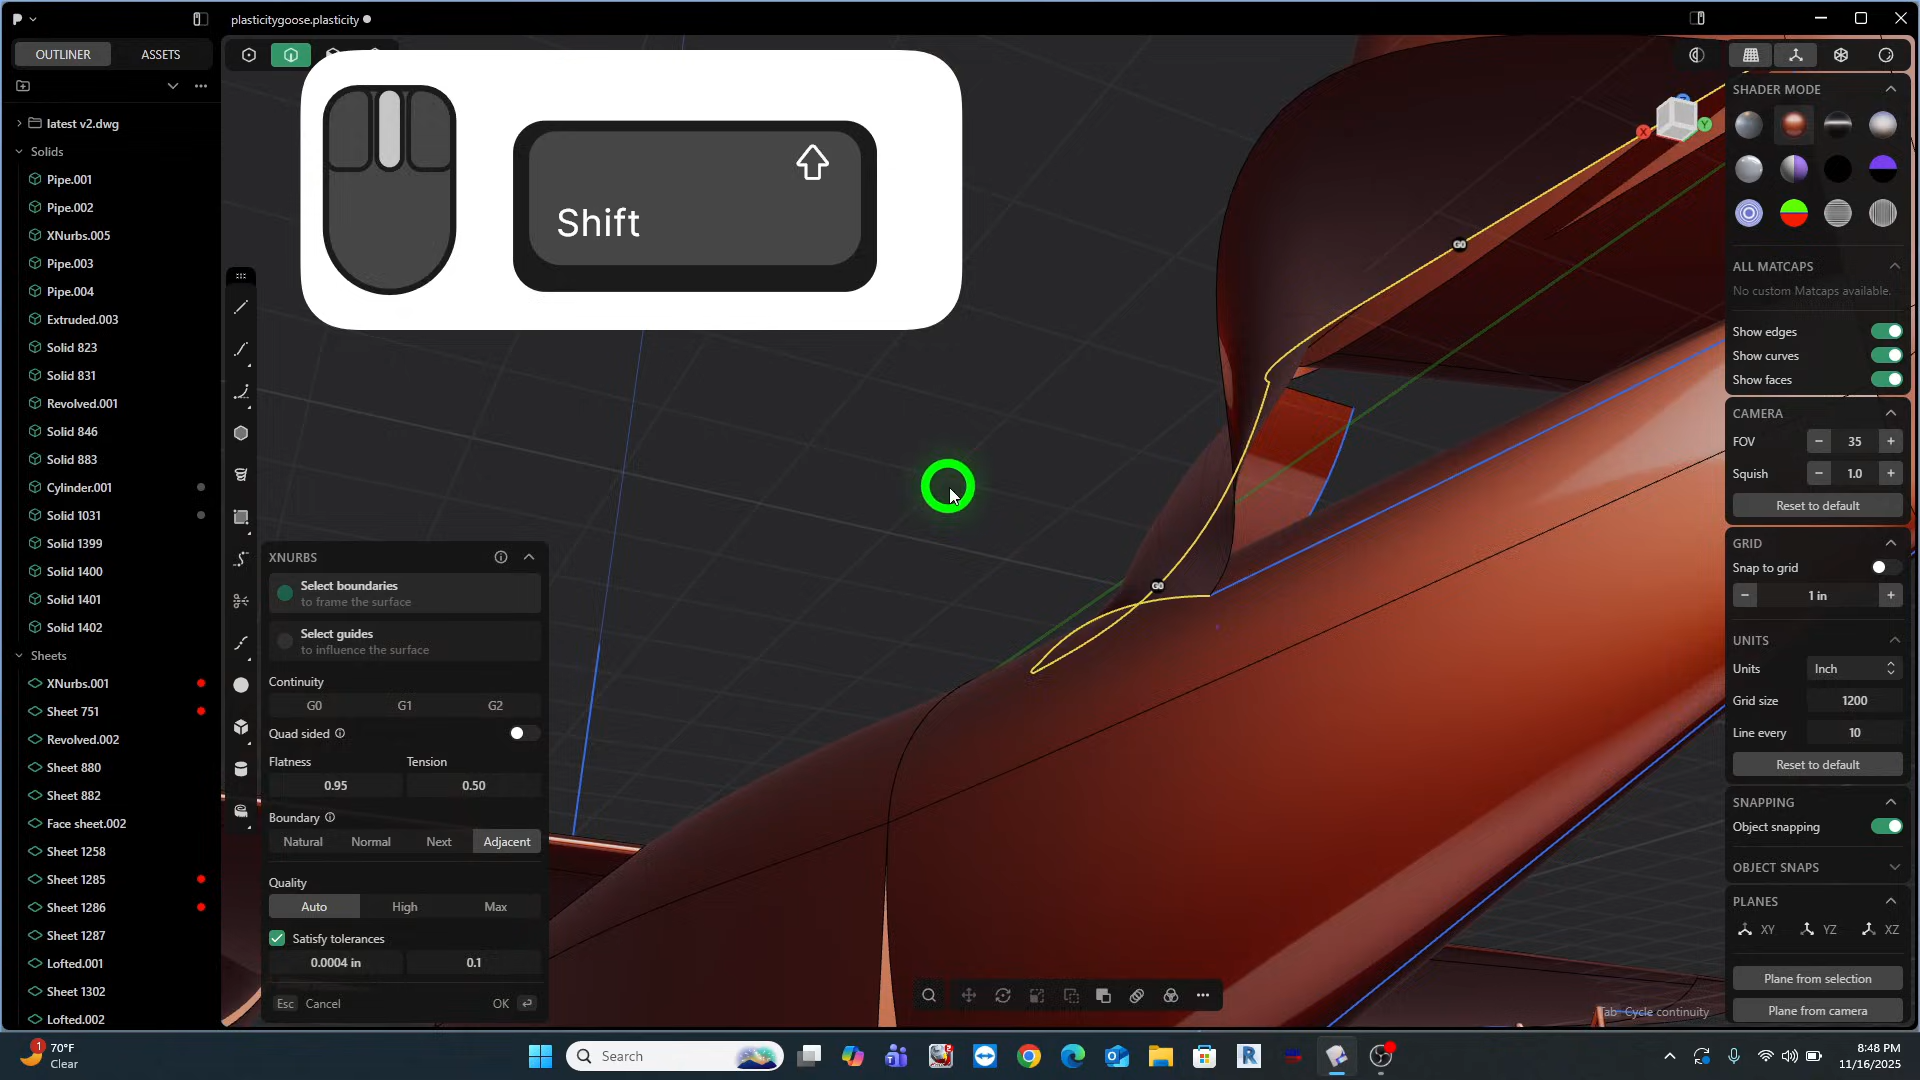 plasticitygoose.plasticity
OUTLINER
ASSETS
latest v2.dwg
Solids
Pipe.001
Pipe.002
XNurbs.005
Pipe.003
Pipe.004
Extruded.003
Solid 823
Solid 831
Revolved.001
Solid 846
Solid 883
Cylinder.001
Solid 1031
Solid 1399
Solid 1400
Solid 1401
Solid 1402
Sheets
XNurbs.001
Sheet 751
Revolved.002
Sheet 880
Sheet 882
Face sheet.002
Sheet 1258
Sheet 1285
Sheet 1286
Sheet 1287
Lofted.001
Sheet 1302
Lofted.002
Shift
G0
G0
X
Y
XNURBS
Select boundaries
to frame the surface
Select guides
to influence the surface
Continuity
G0 G1 G2
Quad sided
Flatness Tension
0.95 0.50
Boundary
Natural Normal Next Adjacent
Quality
Auto High Max
Satisfy tolerances
0.0004 in 0.1
Esc Cancel OK
SHADER MODE
ALL MATCAPS
No custom Matcaps available.
Show edges
Show curves
Show faces
CAMERA
FOV 35
Squish 1.0
Reset to default
GRID
Snap to grid
1 in
UNITS
Units Inch
Grid size 1200
Line every 10
Reset to default
SNAPPING
Object snapping
OBJECT SNAPS
PLANES
XY YZ XZ
Plane from selection
Plane from camera
Tab Cycle continuity
1
70°F
Clear
Search
8:48 PM
11/16/2025